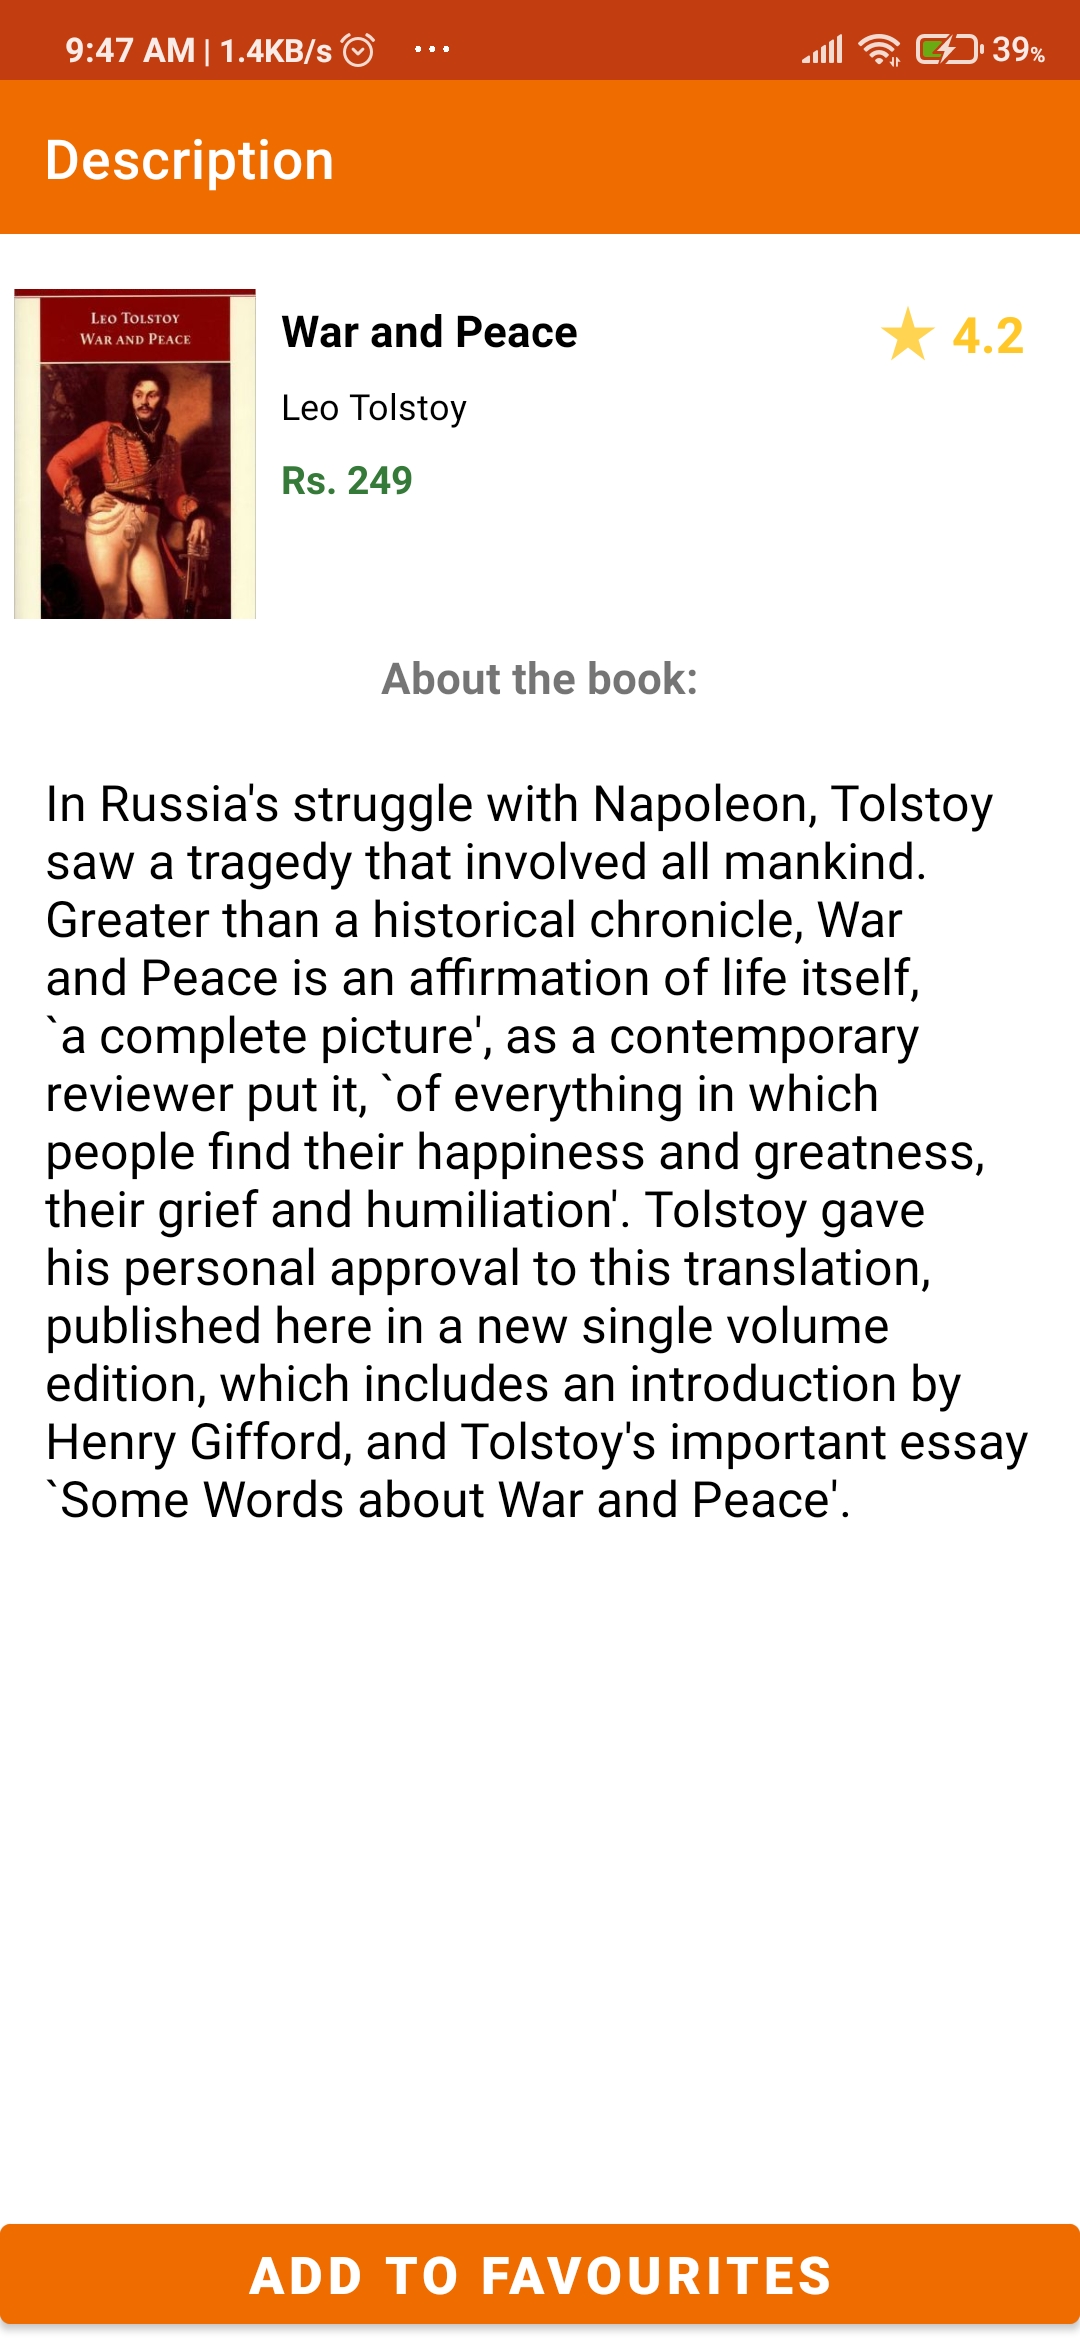 9:47 AM | 1.4KB/s ... 39%
Description
LEO TOLSTOY
WAR AND PEACE
War and Peace
4.2
Leo Tolstoy
Rs. 249
About the book:
In Russia's struggle with Napoleon, Tolstoy
saw a tragedy that involved all mankind.
Greater than a historical chronicle, War
and Peace is an affirmation of life itself,
`a complete picture', as a contemporary
reviewer put it, `of everything in which
people find their happiness and greatness,
their grief and humiliation'. Tolstoy gave
his personal approval to this translation,
published here in a new single volume
edition, which includes an introduction by
Henry Gifford, and Tolstoy's important essay
`Some Words about War and Peace'.
ADD TO FAVOURITES